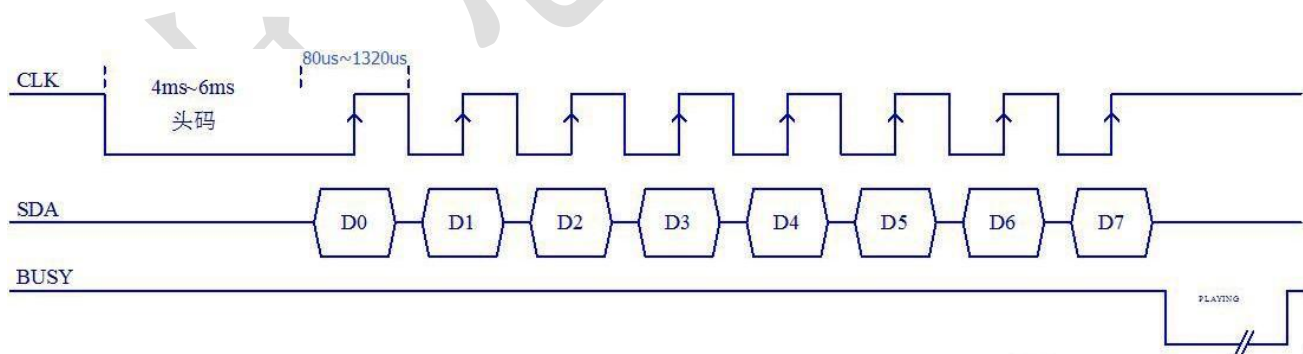 80us~1320us
CLK
4ms~6ms
头码
SDA
D0 D1 D2 D3 D4 D5 D6 D7
BUSY
PLAYING